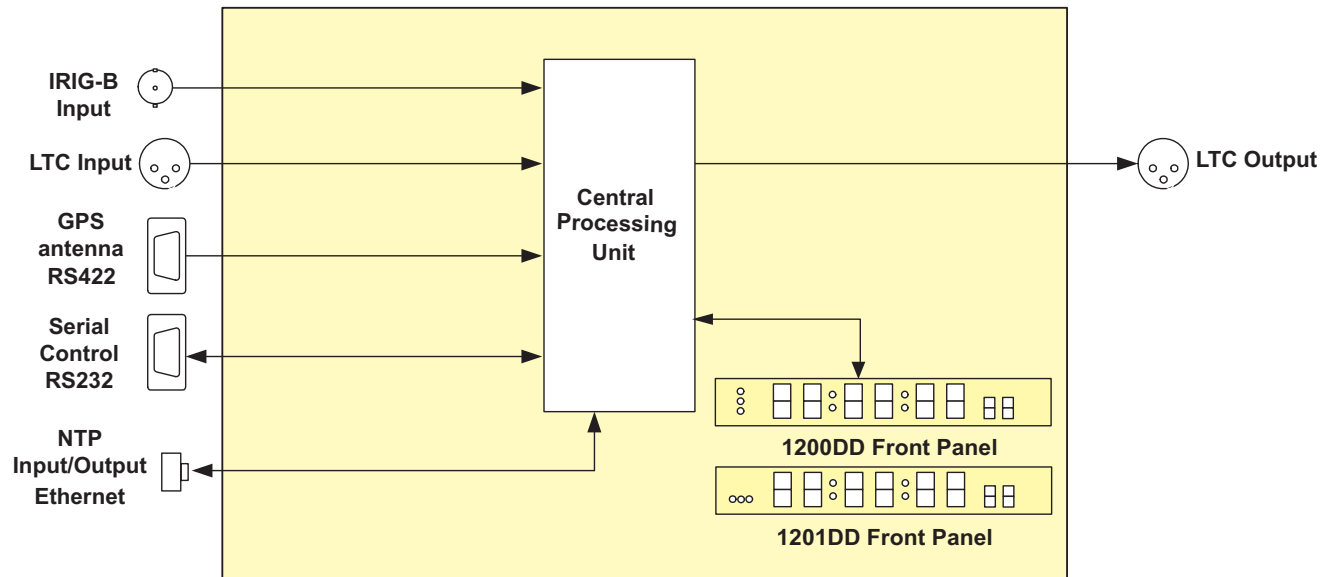 IRIG-B
Input
LTC Input
GPS
antenna
RS422
Serial
Control
RS232
NTP
Input/Output
Ethernet
Central
Processing
Unit
LTC Output
1200DD Front Panel
1201DD Front Panel